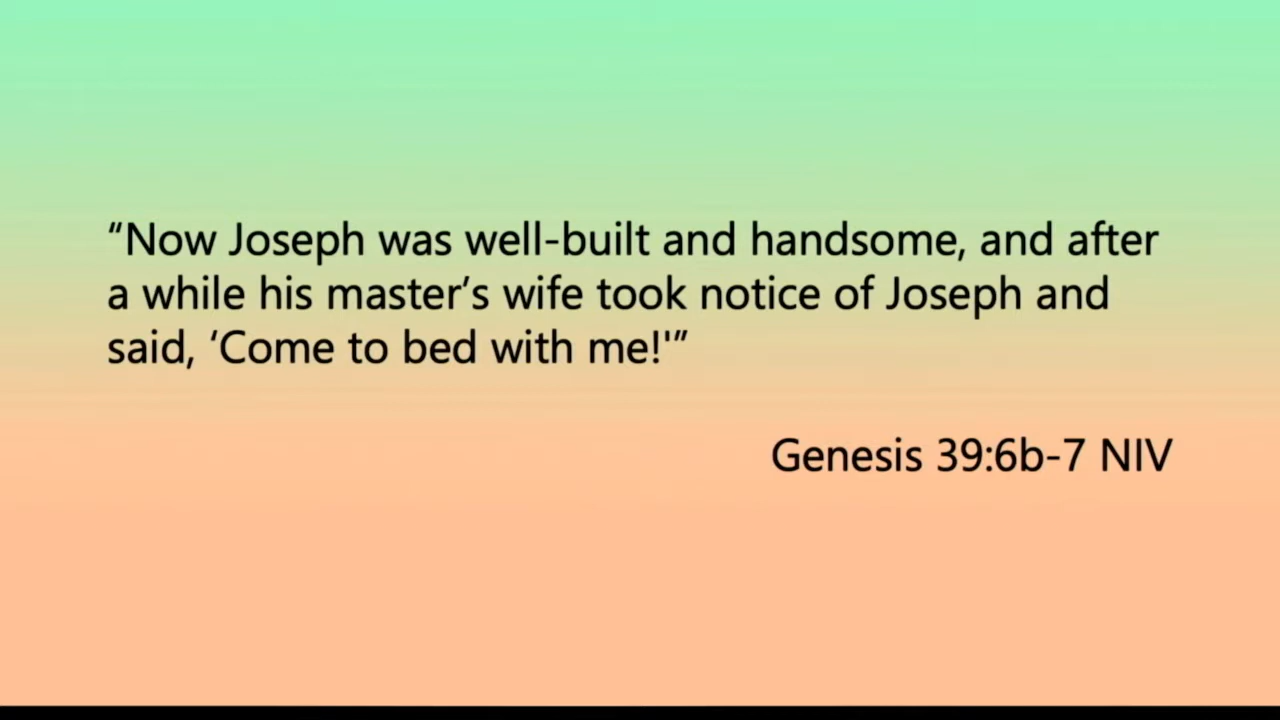 “Now Joseph was well-built and handsome, and after
a while his master’s wife took notice of Joseph and
said, ‘Come to bed with me!'”
Genesis 39:6b-7 NIV